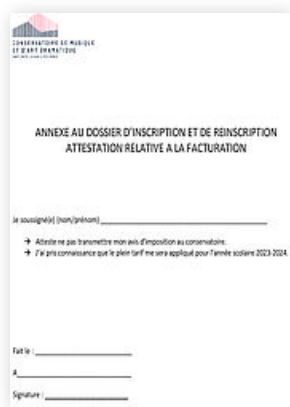 CONSERVATOIRE DE MUSIQUE
ET D'ART DRAMATIQUE
ANNEXE AU DOSSIER D'INSCRIPTION ET DE REINSCRIPTION
ATTESTATION RELATIVE A LA FACTURATION
Je soussigné(e) (nom/prénom)
→ Atteste ne pas transmettre mon avis d'imposition au conservatoire.
→ J'ai pris connaissance que le plein tarif me sera appliqué pour l'année scolaire 2023-2024.
Fait le :
A
Signature :